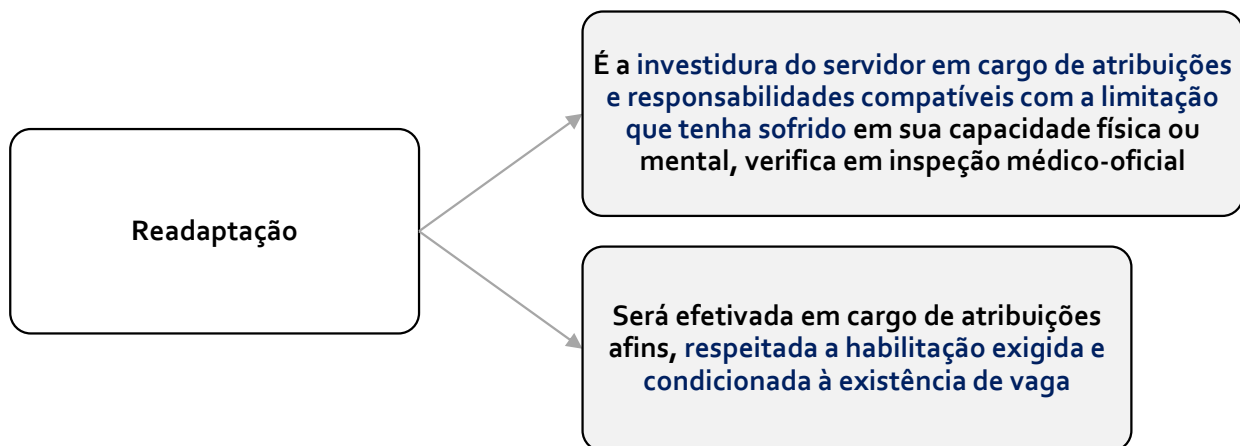 É a investidura do servidor em cargo de atribuições
e responsabilidades compatíveis com a limitação
que tenha sofrido em sua capacidade física ou
mental, verifica em inspeção médico-oficial
Readaptação
Será efetivada em cargo de atribuições
afins, respeitada a habilitação exigida e
condicionada à existência de vaga